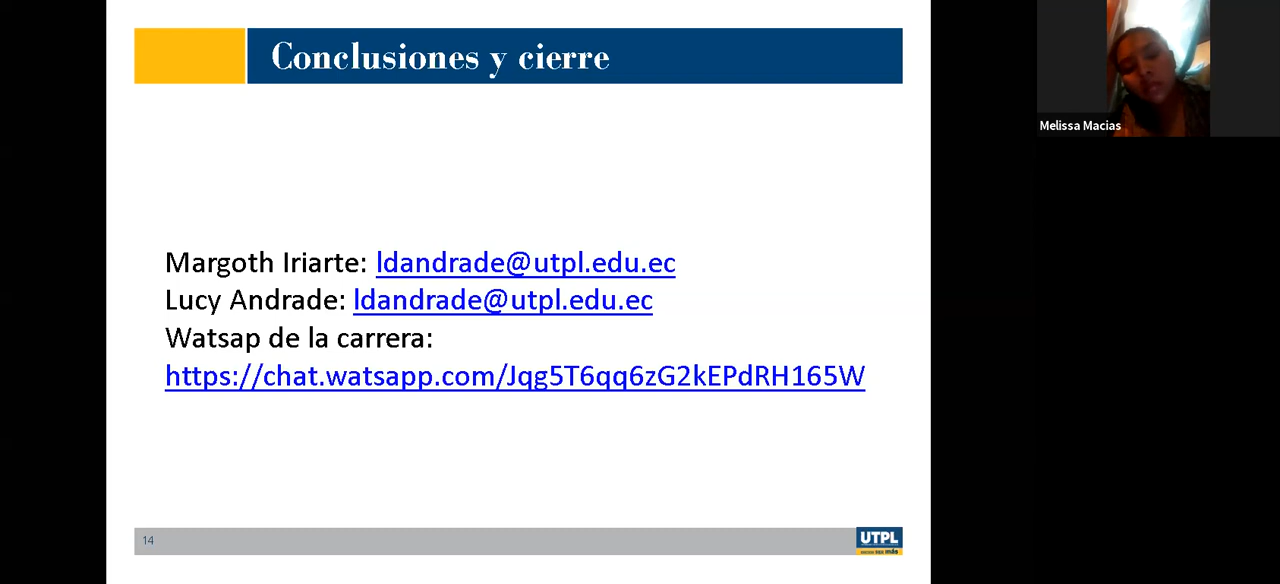 Conclusiones y cierre
Melissa Macias
Margoth Iriarte: ldandrade@utpl.edu.ec
Lucy Andrade: ldandrade@utpl.edu.ec
Watsap de la carrera:
https://chat.watsapp.com/Jqg5T6qq6zG2kEPdRH165W
14
UTPL